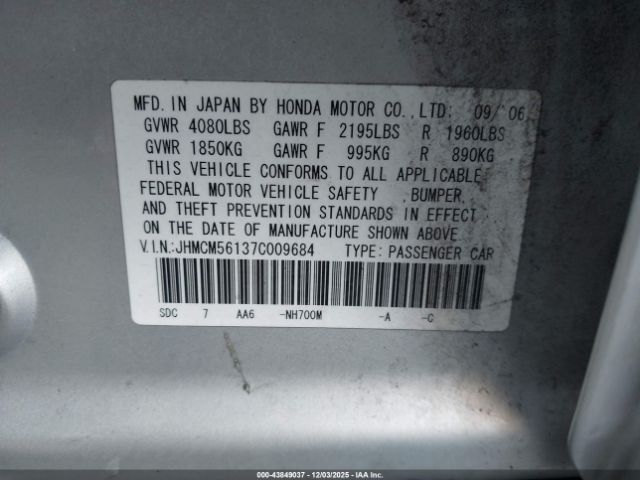 MFD. IN JAPAN BY HONDA MOTOR CO., LTD: 09/'06
GVWR 4080LBS GAWR F 2195LBS R 1960LBS
GVWR 1850KG GAWR F 995KG R 890KG
THIS VEHICLE CONFORMS TO ALL APPLICABLE
FEDERAL MOTOR VEHICLE SAFETY ,BUMPER,
AND THEFT PREVENTION STANDARDS IN EFFECT
ON THE DATE OF MANUFACTURE SHOWN ABOVE.
V.I.N.:JHMCM56137C009684 TYPE: PASSENGER CAR
SDC 7 AA6 -NH700M -A -C
000-43849037 - 12/03/2025 - IAAI.com